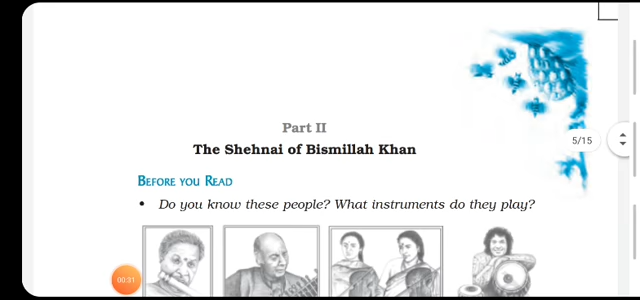 Part II
The Shehnai of Bismillah Khan
5/15
BEFORE YOU READ
• Do you know these people? What instruments do they play?
00:31